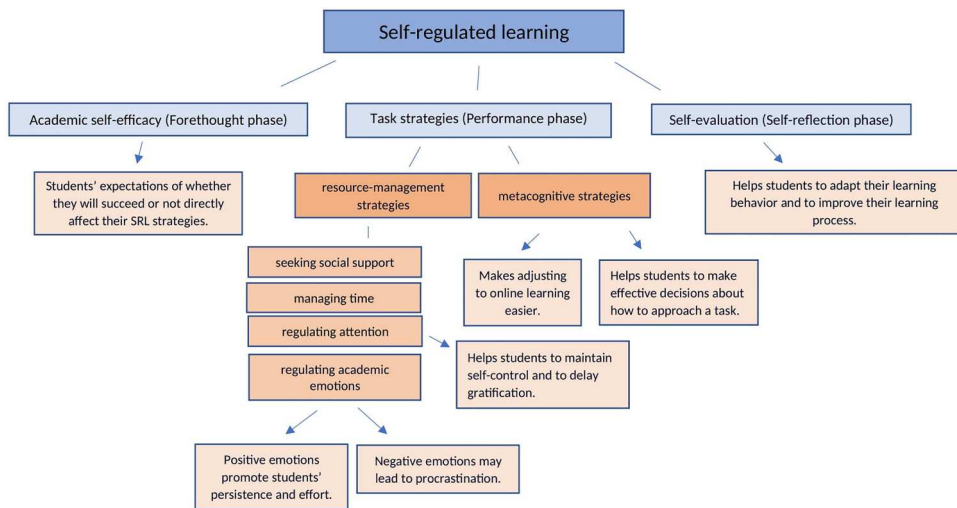 Self-regulated learning
Academic self-efficacy (Forethought phase)
Task strategies (Performance phase)
Self-evaluation (Self-reflection phase)
Students’ expectations of whether
they will succeed or not directly
affect their SRL strategies.
resource-management
strategies
metacognitive strategies
Helps students to adapt their learning
behavior and to improve their learning
process.
seeking social support
managing time
regulating attention
regulating academic
emotions
Makes adjusting
to online learning
easier.
Helps students to make
effective decisions about
how to approach a task.
Helps students to maintain
self-control and to delay
gratification.
Positive emotions
promote students’
persistence and effort.
Negative emotions may
lead to procrastination.